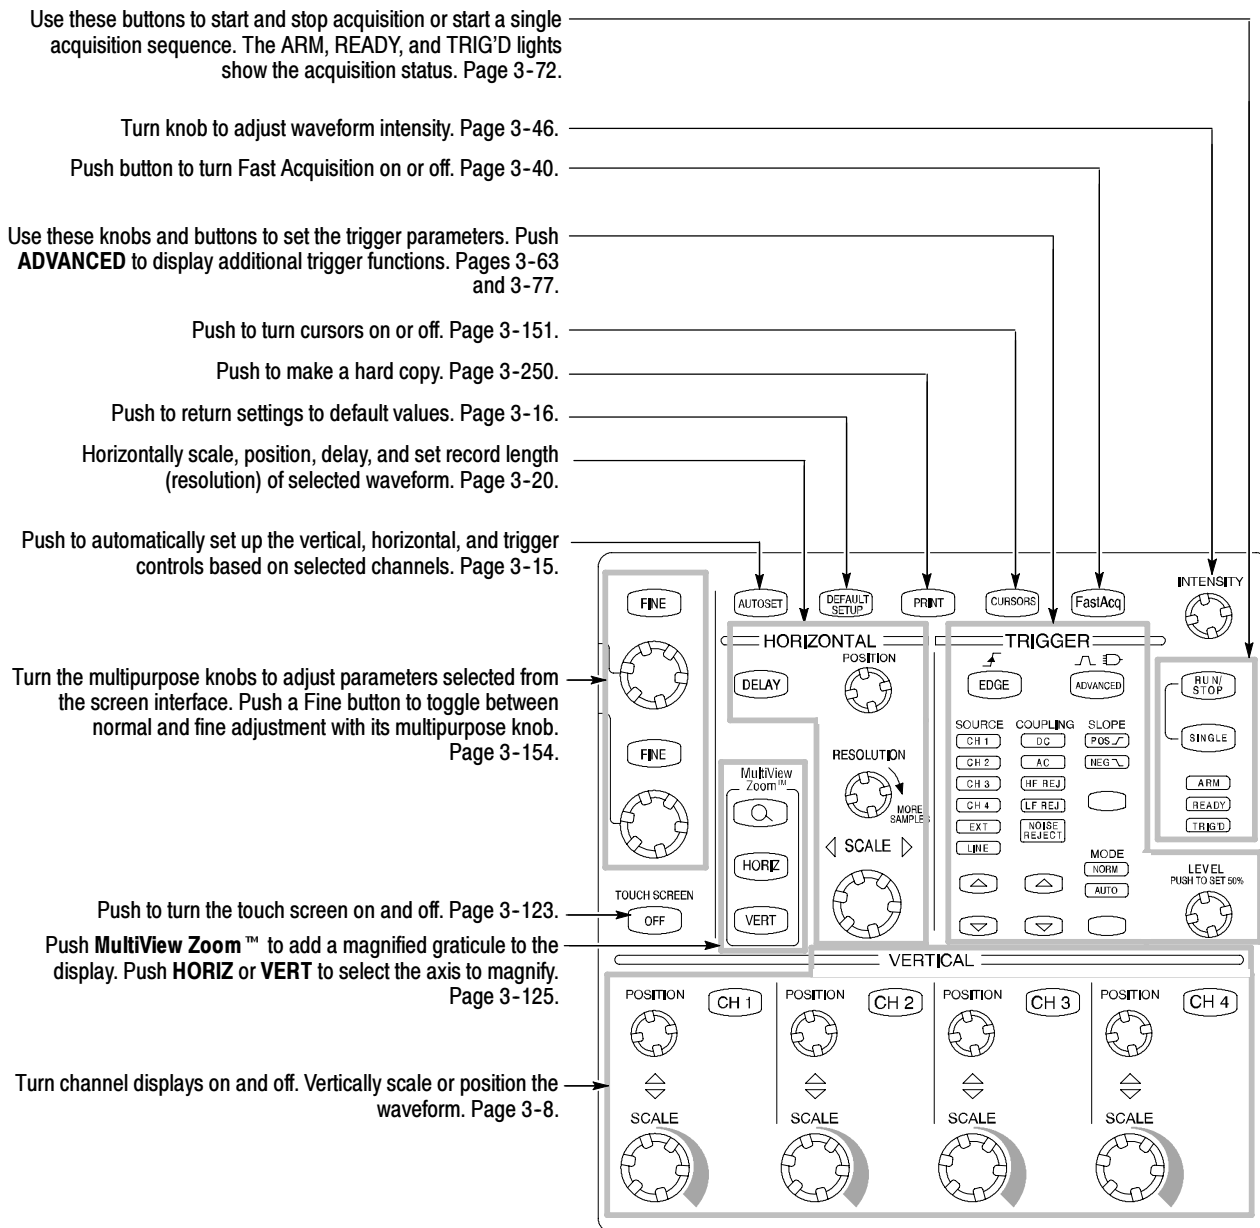 Use these buttons to start and stop acquisition or start a single
acquisition sequence. The ARM, READY, and TRIG'D lights
show the acquisition status. Page 3-72.
Turn knob to adjust waveform intensity. Page 3-46.
Push button to turn Fast Acquisition on or off. Page 3-40.
Use these knobs and buttons to set the trigger parameters. Push
ADVANCED to display additional trigger functions. Pages 3-63
and 3-77.
Push to turn cursors on or off. Page 3-151.
Push to make a hard copy. Page 3-250.
Push to return settings to default values. Page 3-16.
Horizontally scale, position, delay, and set record length
(resolution) of selected waveform. Page 3-20.
Push to automatically set up the vertical, horizontal, and trigger
controls based on selected channels. Page 3-15.
Turn the multipurpose knobs to adjust parameters selected from
the screen interface. Push a Fine button to toggle between
normal and fine adjustment with its multipurpose knob.
Page 3-154.
Push to turn the touch screen on and off. Page 3-123.
Push MultiView Zoom™ to add a magnified graticule to the
display. Push HORIZ or VERT to select the axis to magnify.
Page 3-125.
Turn channel displays on and off. Vertically scale or position the
waveform. Page 3-8.
FINE
FINE
TOUCH SCREEN
OFF
AUTOSET
DEFAULT
SETUP
PRINT
CURSORS
FastAcq
INTENSITY
HORIZONTAL
POSITION
DELAY
RESOLUTION
MORE
SAMPLES
SCALE
MultiView
Zoom™
HORIZ
VERT
TRIGGER
EDGE
ADVANCED
SOURCE
CH 1
CH 2
CH 3
CH 4
EXT
LINE
COUPLING
DC
AC
HF REJ
LF REJ
NOISE
REJECT
SLOPE
POS
NEG
MODE
NORM
AUTO
RUN/
STOP
SINGLE
ARM
READY
TRIG'D
LEVEL
PUSH TO SET 50%
VERTICAL
POSITION
CH 1
POSITION
CH 2
POSITION
CH 3
POSITION
CH 4
SCALE
SCALE
SCALE
SCALE